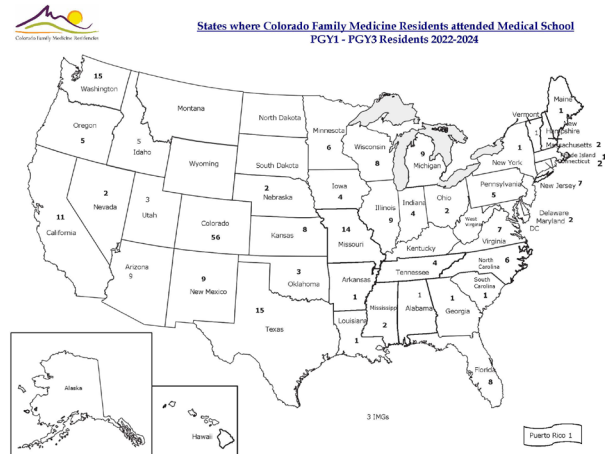 Colorado Family Medicine Residencies
States where Colorado Family Medicine Residents attended Medical School
PGY1 - PGY3 Residents 2022-2024
15
Washington
Montana
North Dakota
Minnesota
6
Oregon
5
5
Idaho
Wyoming
South Dakota
Wisconsin
8
9
Michigan
Vermont
1
Maine
1
New Hampshire
Massachusetts 2
Rhode Island 1
Connecticut 2
1
New York
Pennsylvania
5
New Jersey 7
Delaware
Maryland 2
DC
2
Nevada
3
Utah
11
California
Colorado
56
2
Nebraska
Iowa
4
Illinois
9
Indiana
4
Ohio
2
West Virginia
7
Virginia
Kansas 8
14
Missouri
Kentucky
4
Tennessee
North Carolina 6
South Carolina
1
Arizona
9
9
New Mexico
3
Oklahoma
Arkansas
1
Mississippi
2
1
Alabama
1
Georgia
15
Texas
Louisiana
1
Florida
8
Alaska
Hawaii
3 IMGs
Puerto Rico 1